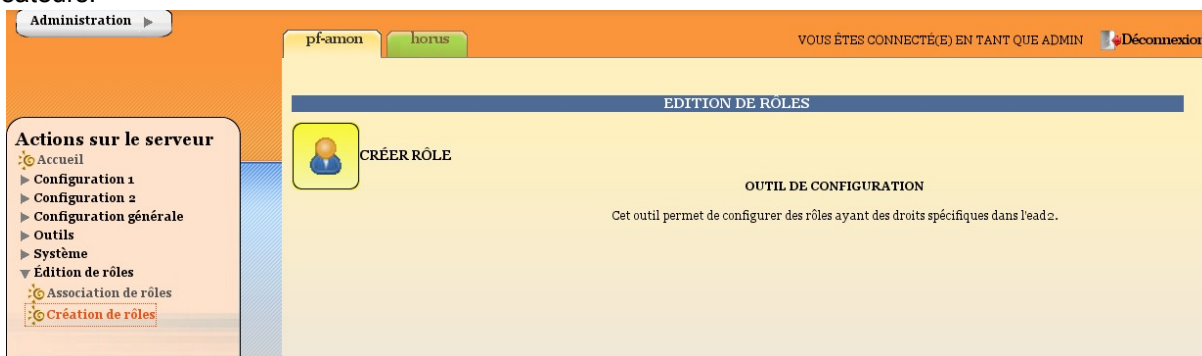 Administration
pf-amon
horus
VOUS ÊTES CONNECTÉ(E) EN TANT QUE ADMIN
Déconnexion
EDITION DE RÔLES
Actions sur le serveur
Accueil
Configuration 1
Configuration 2
Configuration générale
Outils
Système
Édition de rôles
Association de rôles
Création de rôles
CRÉER RÔLE
OUTIL DE CONFIGURATION
Cet outil permet de configurer des rôles ayant des droits spécifiques dans l'ead2.